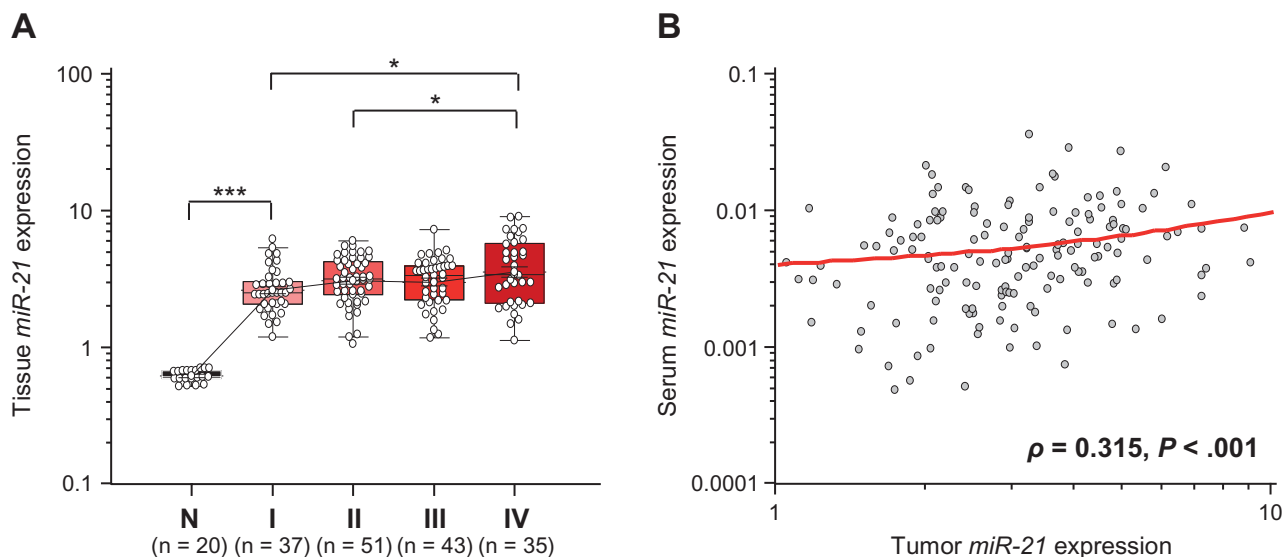 A
Tissue miR-21 expression
100
10
1
0.1
*
*
***
N I II III IV
(n = 20) (n = 37) (n = 51) (n = 43) (n = 35)
B
Serum miR-21 expression
0.1
0.01
0.001
0.0001
ρ = 0.315, P < .001
1 10
Tumor miR-21 expression